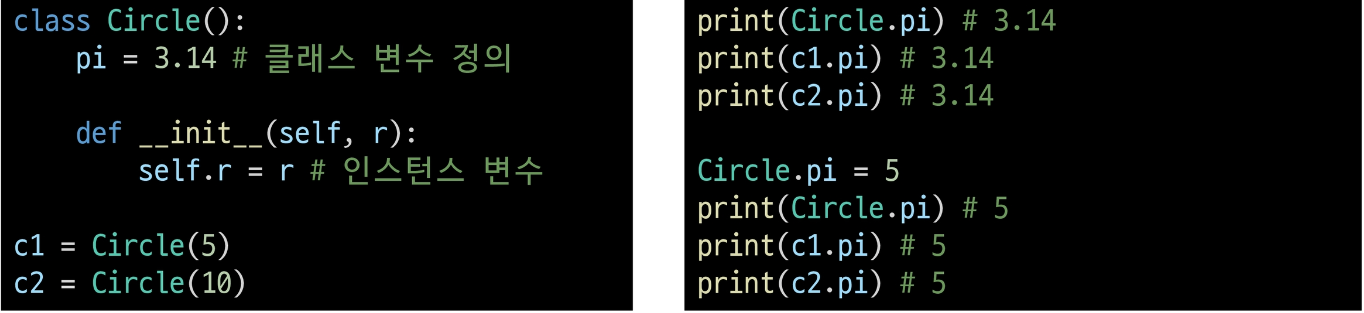 class Circle():
    pi = 3.14 # 클래스 변수 정의
    def __init__(self, r):
        self.r = r # 인스턴스 변수
c1 = Circle(5)
c2 = Circle(10)
print(Circle.pi) # 3.14
print(c1.pi) # 3.14
print(c2.pi) # 3.14
Circle.pi = 5
print(Circle.pi) # 5
print(c1.pi) # 5
print(c2.pi) # 5